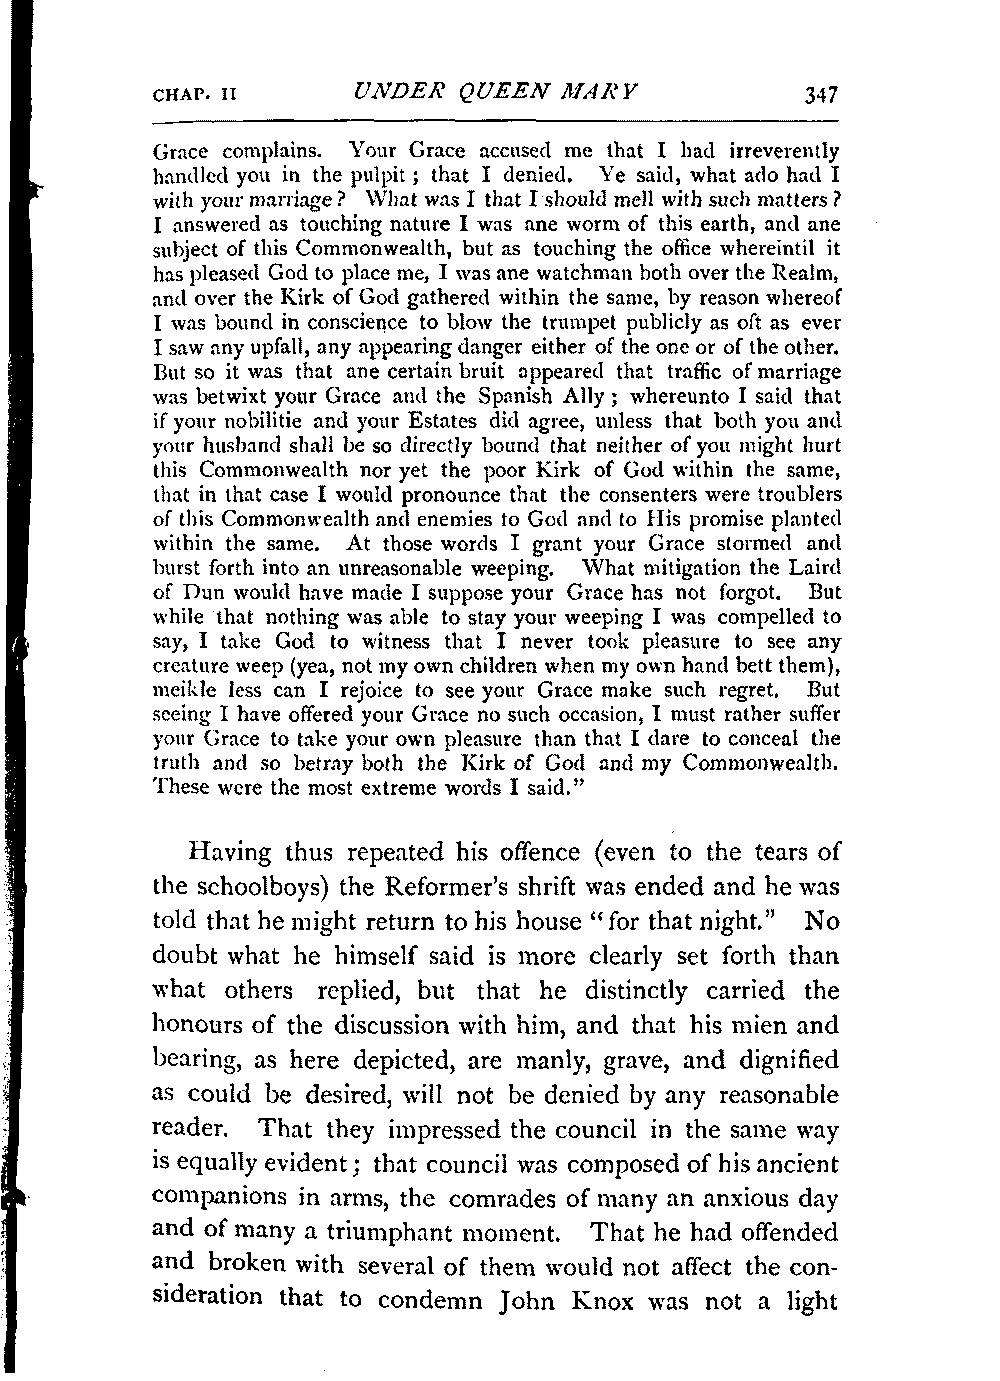 CHAP. II UNDER QUEEN MARY 347
Grace complains. Your Grace accused me that I had irreverently
handled you in the pulpit ; that I denied. Ye said, what ado had I
with your marriage ? What was I that I should mell with such matters ?
I answered as touching nature I was ane worm of this earth, and ane
subject of this Commonwealth, but as touching the office whereintil it
has pleased God to place me, I was ane watchman both over the Realm,
and over the Kirk of God gathered within the same, by reason whereof
I was bound in conscience to blow the trumpet publicly as oft as ever
I saw any upfall, any appearing danger either of the one or of the other.
But so it was that ane certain bruit appeared that traffic of marriage
was betwixt your Grace and the Spanish Ally ; whereunto I said that
if your nobilitie and your Estates did agree, unless that both you and
your husband shall be so directly bound that neither of you might hurt
this Commonwealth nor yet the poor Kirk of God within the same,
that in that case I would pronounce that the consenters were troublers
of this Commonwealth and enemies to God and to His promise planted
within the same. At those words I grant your Grace stormed and
burst forth into an unreasonable weeping. What mitigation the Laird
of Dun would have made I suppose your Grace has not forgot. But
while that nothing was able to stay your weeping I was compelled to
say, I take God to witness that I never took pleasure to see any
creature weep (yea, not my own children when my own hand bett them),
meikle less can I rejoice to see your Grace make such regret. But
seeing I have offered your Grace no such occasion, I must rather suffer
your Grace to take your own pleasure than that I dare to conceal the
truth and so betray both the Kirk of God and my Commonwealth.
These were the most extreme words I said."
Having thus repeated his offence (even to the tears of
the schoolboys) the Reformer's shrift was ended and he was
told that he might return to his house "for that night." No
doubt what he himself said is more clearly set forth than
what others replied, but that he distinctly carried the
honours of the discussion with him, and that his mien and
bearing, as here depicted, are manly, grave, and dignified
as could be desired, will not be denied by any reasonable
reader. That they impressed the council in the same way
is equally evident ; that council was composed of his ancient
companions in arms, the comrades of many an anxious day
and of many a triumphant moment. That he had offended
and broken with several of them would not affect the con-
sideration that to condemn John Knox was not a light